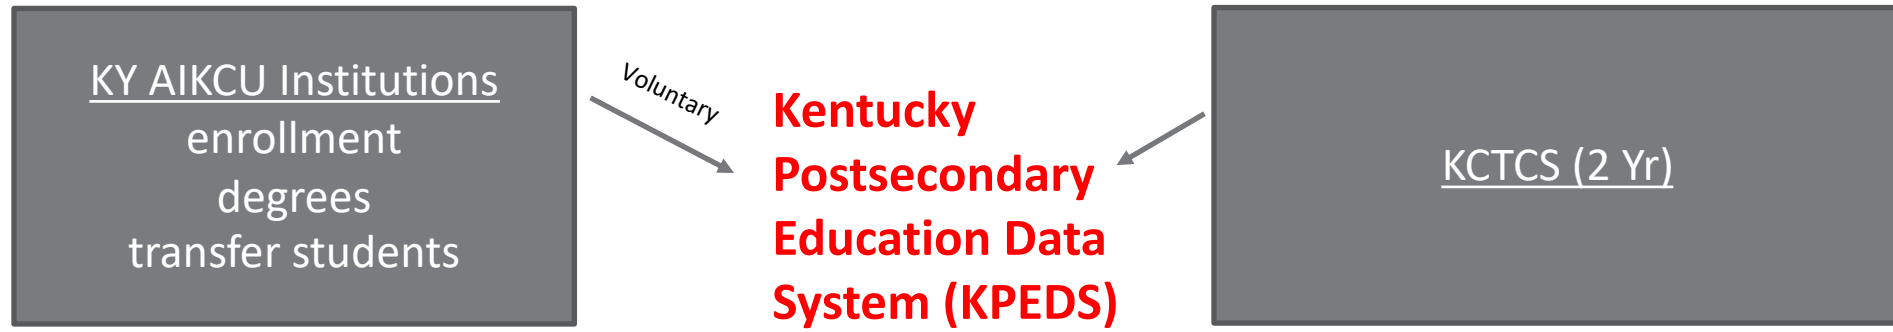 KY AIKCU Institutions
enrollment
degrees
transfer students
Voluntary
Kentucky
Postsecondary
Education Data
System (KPEDS)
KCTCS (2 Yr)